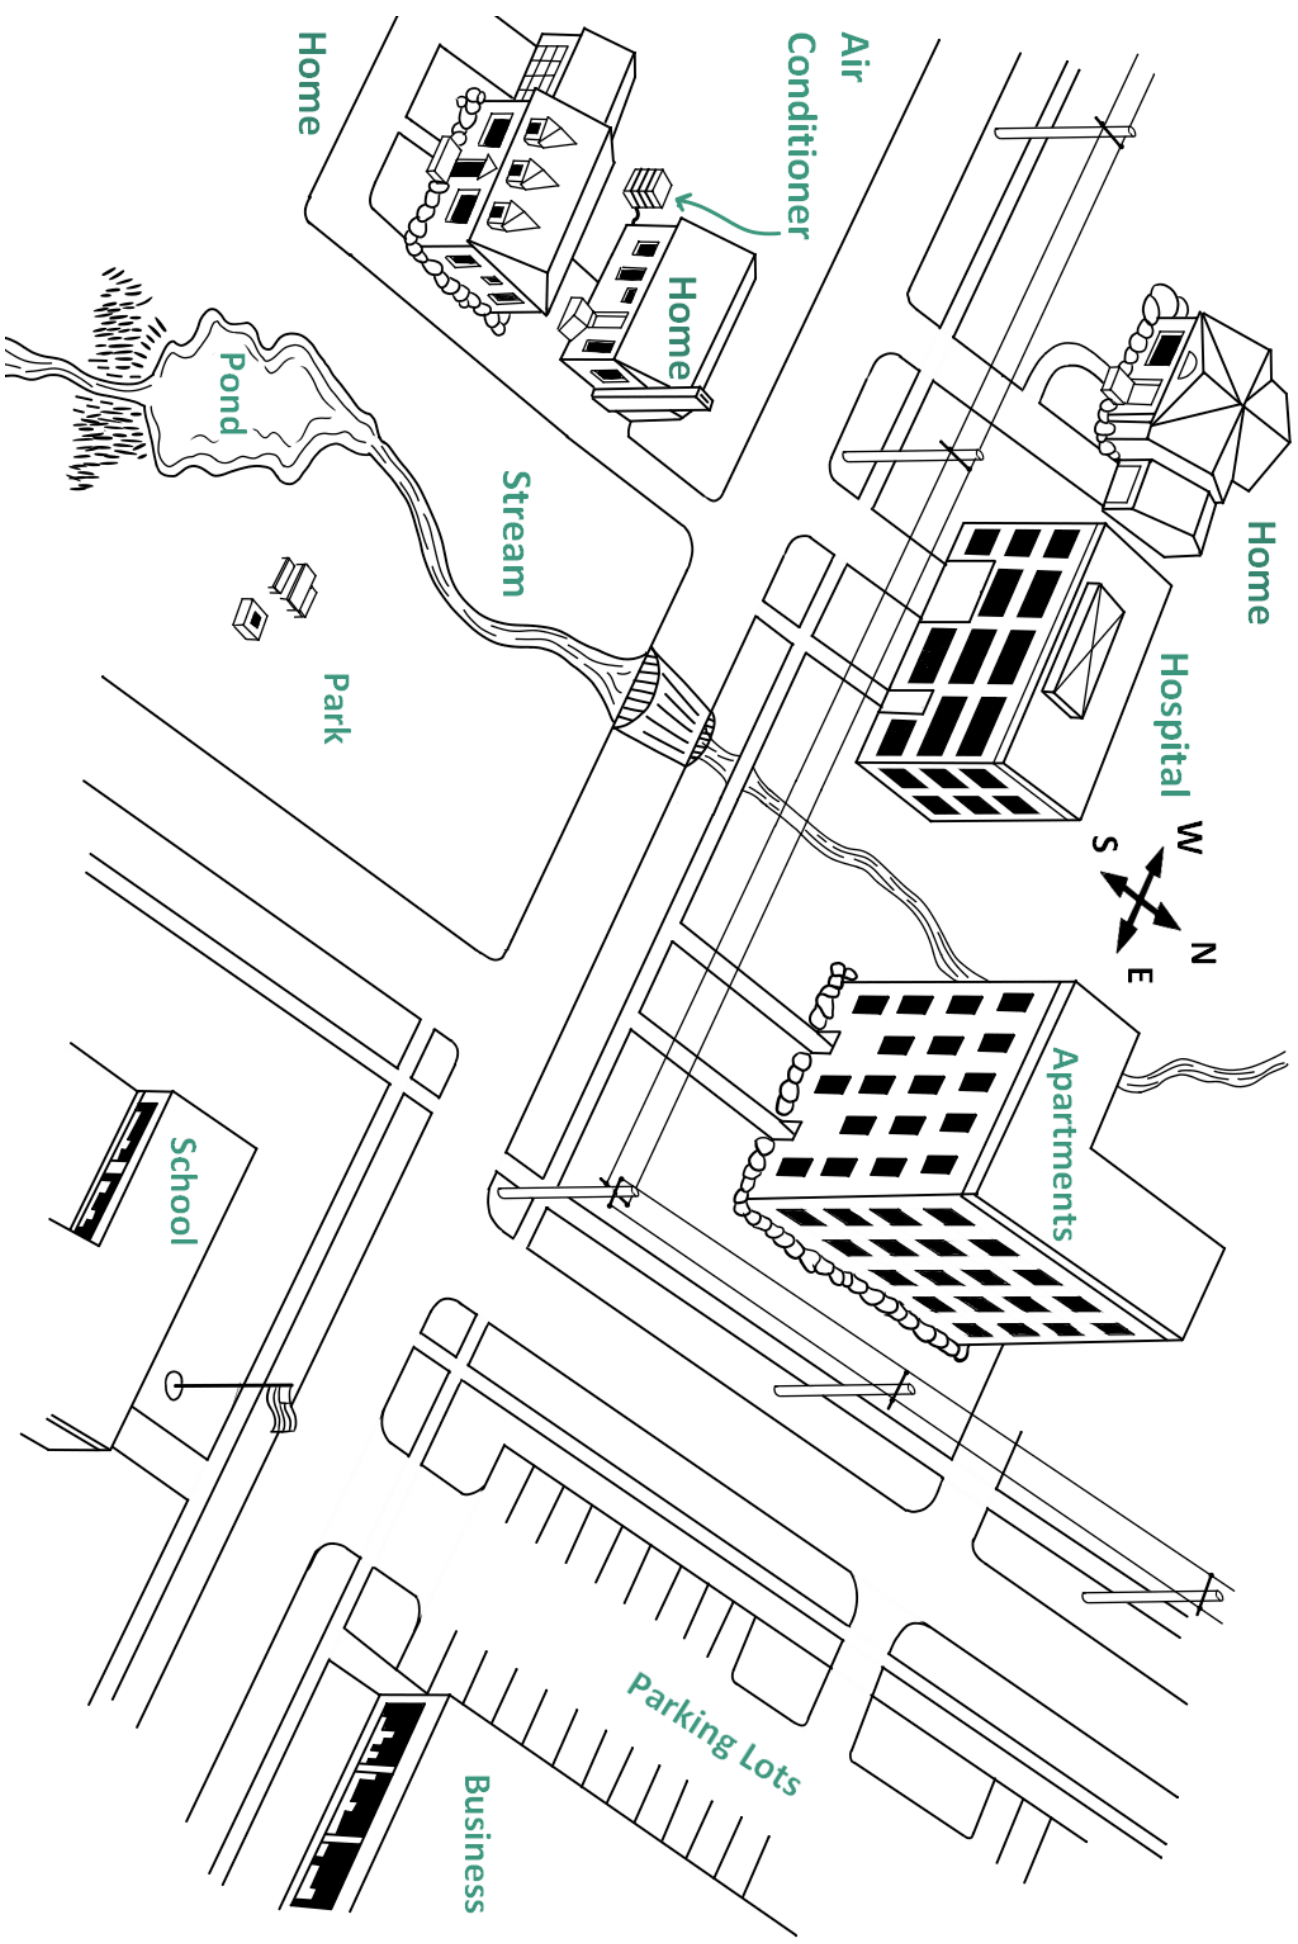 Home
N
W
Hospital
E
S
Apartments
Air
Conditioner
Parking Lots
Home
Stream
Business
Park
Home
Pond
School